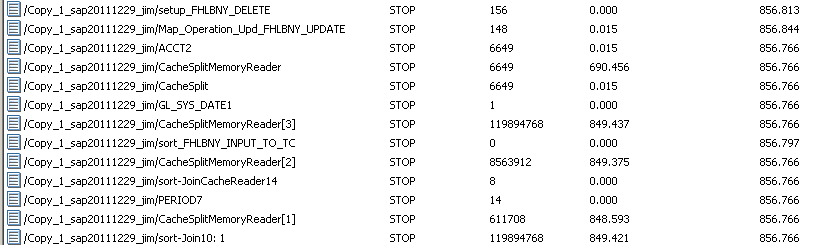 /Copy_1_sap20111229_jim/setup_FHLBNY_DELETE STOP 156 0.000 856.813
/Copy_1_sap20111229_jim/Map_Operation_Upd_FHLBNY_UPDATE STOP 148 0.015 856.844
/Copy_1_sap20111229_jim/ACCT2 STOP 6649 0.015 856.766
/Copy_1_sap20111229_jim/CacheSplitMemoryReader STOP 6649 690.456 856.766
/Copy_1_sap20111229_jim/CacheSplit STOP 6649 0.015 856.766
/Copy_1_sap20111229_jim/GL_SYS_DATE1 STOP 1 0.000 856.766
/Copy_1_sap20111229_jim/CacheSplitMemoryReader[3] STOP 119894768 849.437 856.766
/Copy_1_sap20111229_jim/sort_FHLBNY_INPUT_TO_TC STOP 0 0.000 856.797
/Copy_1_sap20111229_jim/CacheSplitMemoryReader[2] STOP 8563912 849.375 856.766
/Copy_1_sap20111229_jim/sort-JoinCacheReader14 STOP 8 0.000 856.766
/Copy_1_sap20111229_jim/PERIOD7 STOP 14 0.000 856.766
/Copy_1_sap20111229_jim/CacheSplitMemoryReader[1] STOP 611708 848.593 856.766
/Copy_1_sap20111229_jim/sort-Join10: 1 STOP 119894768 849.421 856.766